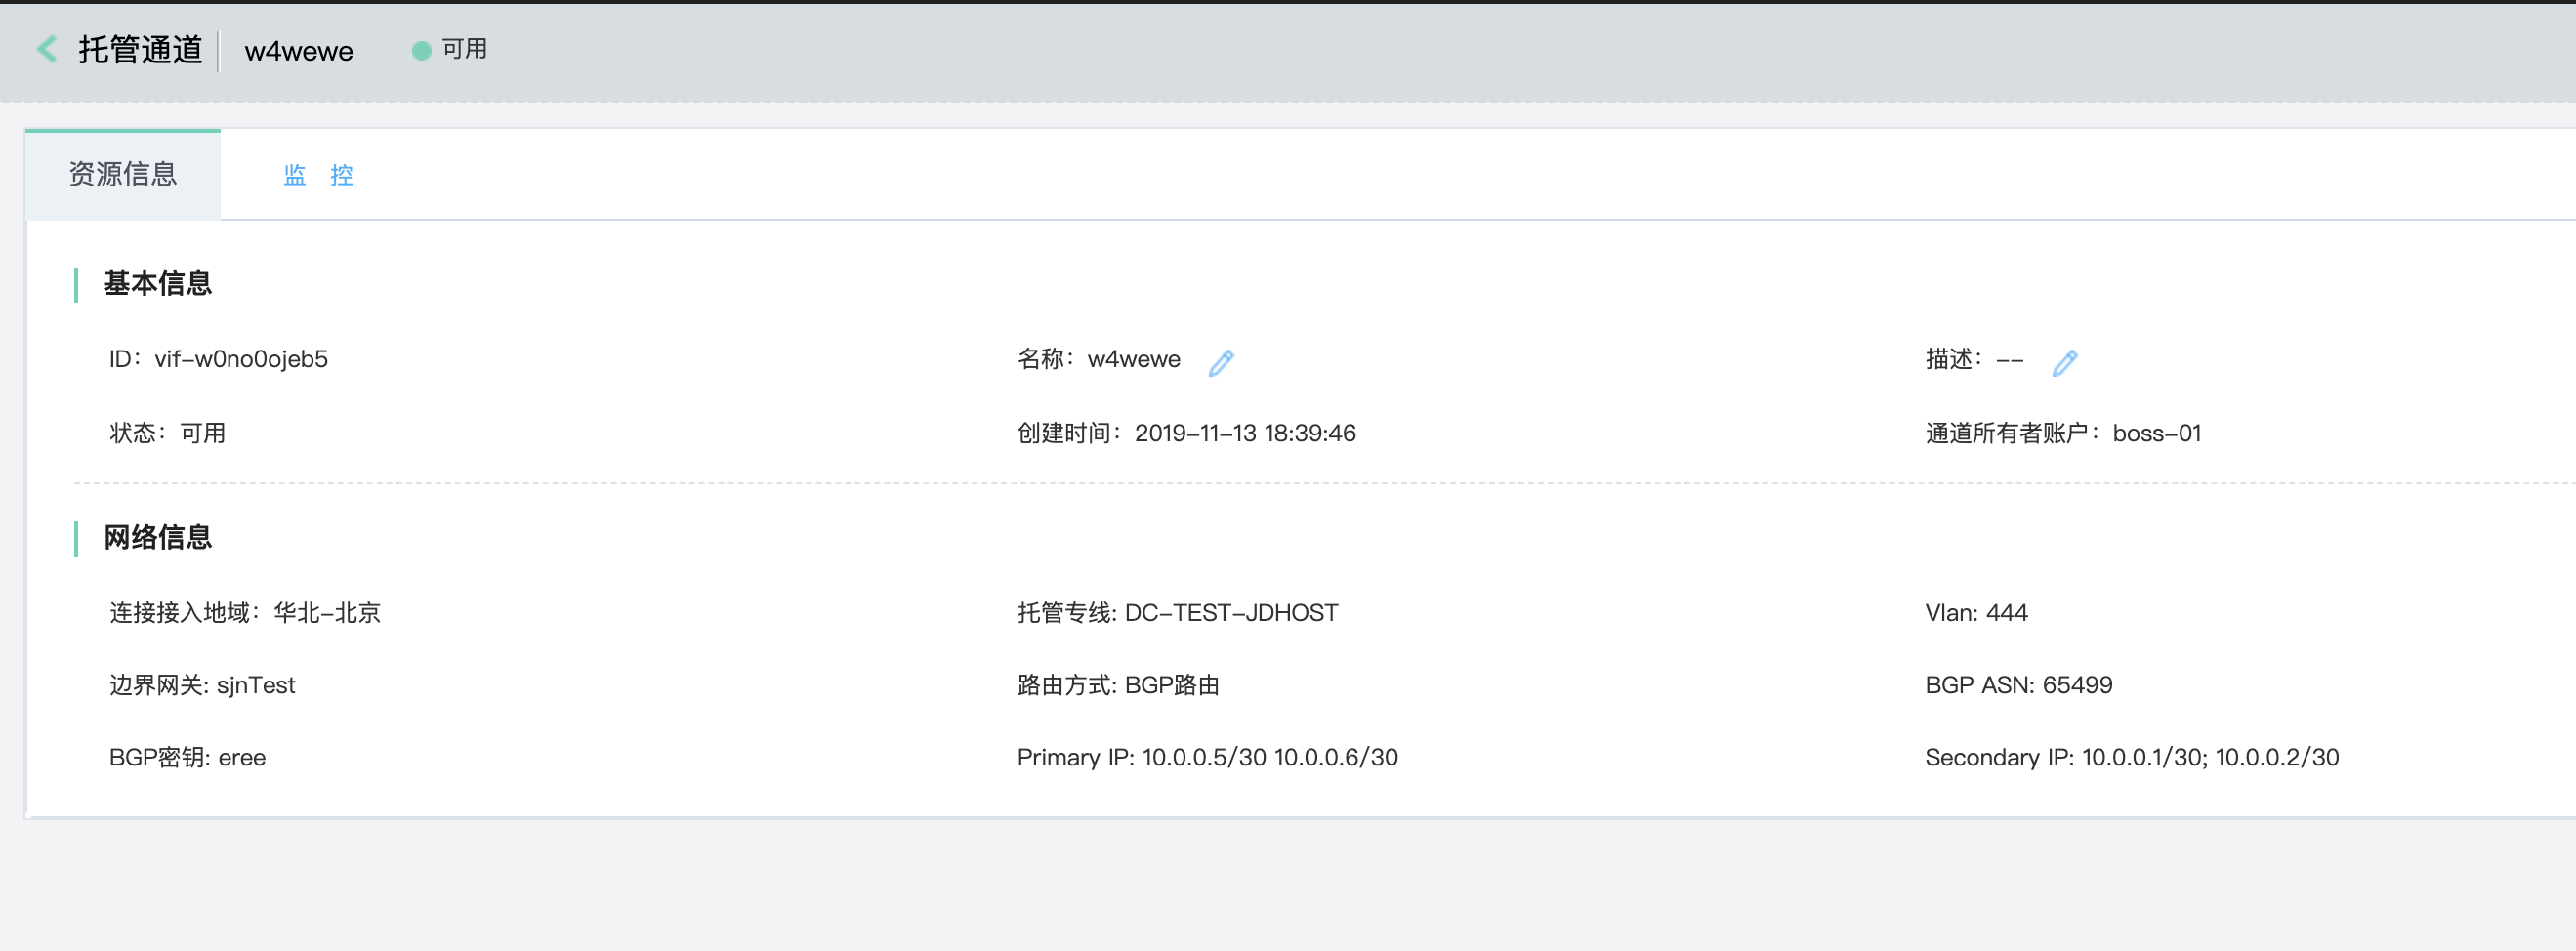 托管通道 w4wewe 可用
资源信息 监 控
基本信息
ID：vif-w0no0ojeb5 名称：w4wewe 描述：--
状态：可用 创建时间：2019-11-13 18:39:46 通道所有者账户：boss-01
网络信息
连接接入地域：华北-北京 托管专线: DC-TEST-JDHOST Vlan: 444
边界网关: sjnTest 路由方式: BGP路由 BGP ASN: 65499
BGP密钥: eree Primary IP: 10.0.0.5/30 10.0.0.6/30 Secondary IP: 10.0.0.1/30; 10.0.0.2/30